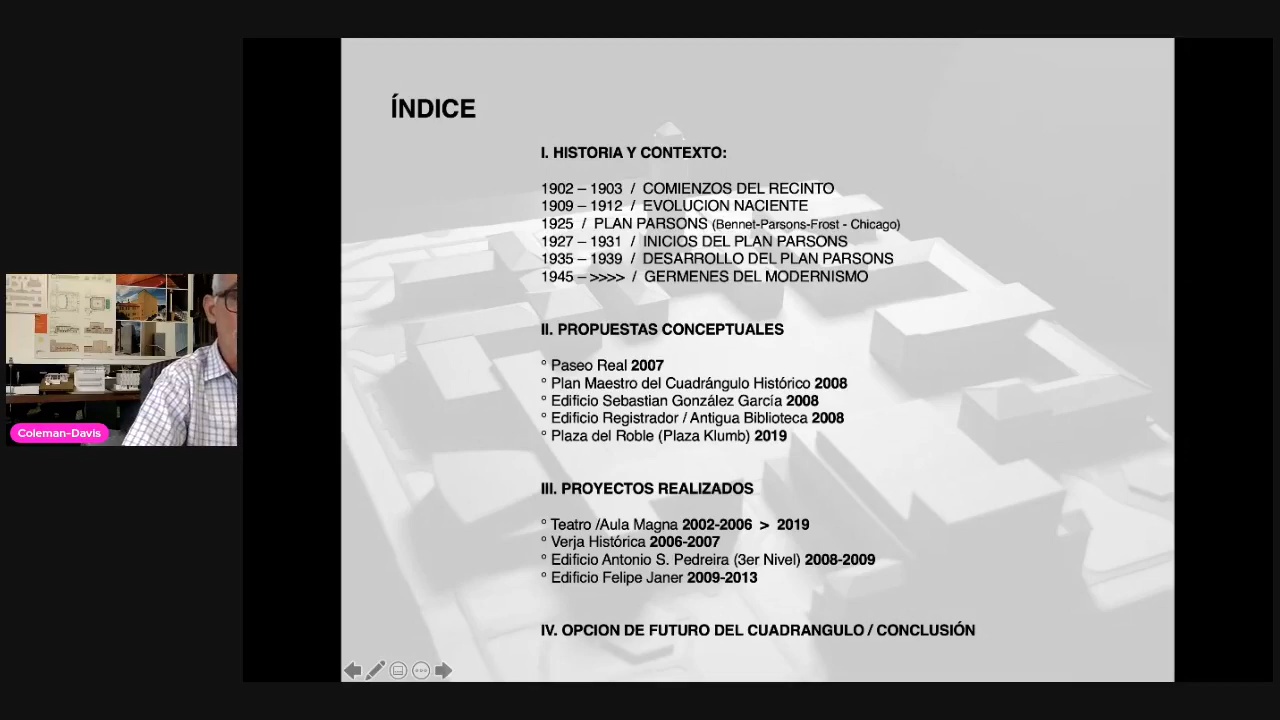 ÍNDICE
I. HISTORIA Y CONTEXTO:
1902 – 1903 / COMIENZOS DEL RECINTO
1909 – 1912 / EVOLUCION NACIENTE
1925 / PLAN PARSONS (Bennet-Parsons-Frost - Chicago)
1927 – 1931 / INICIOS DEL PLAN PARSONS
1935 – 1939 / DESARROLLO DEL PLAN PARSONS
1945 – >>>> / GERMENES DEL MODERNISMO
II. PROPUESTAS CONCEPTUALES
° Paseo Real 2007
° Plan Maestro del Cuadrángulo Histórico 2008
° Edificio Sebastian González García 2008
° Edificio Registrador / Antigua Biblioteca 2008
° Plaza del Roble (Plaza Klumb) 2019
III. PROYECTOS REALIZADOS
° Teatro /Aula Magna 2002-2006 > 2019
° Verja Histórica 2006-2007
° Edificio Antonio S. Pedreira (3er Nivel) 2008-2009
° Edificio Felipe Janer 2009-2013
IV. OPCION DE FUTURO DEL CUADRANGULO / CONCLUSIÓN
Coleman-Davis